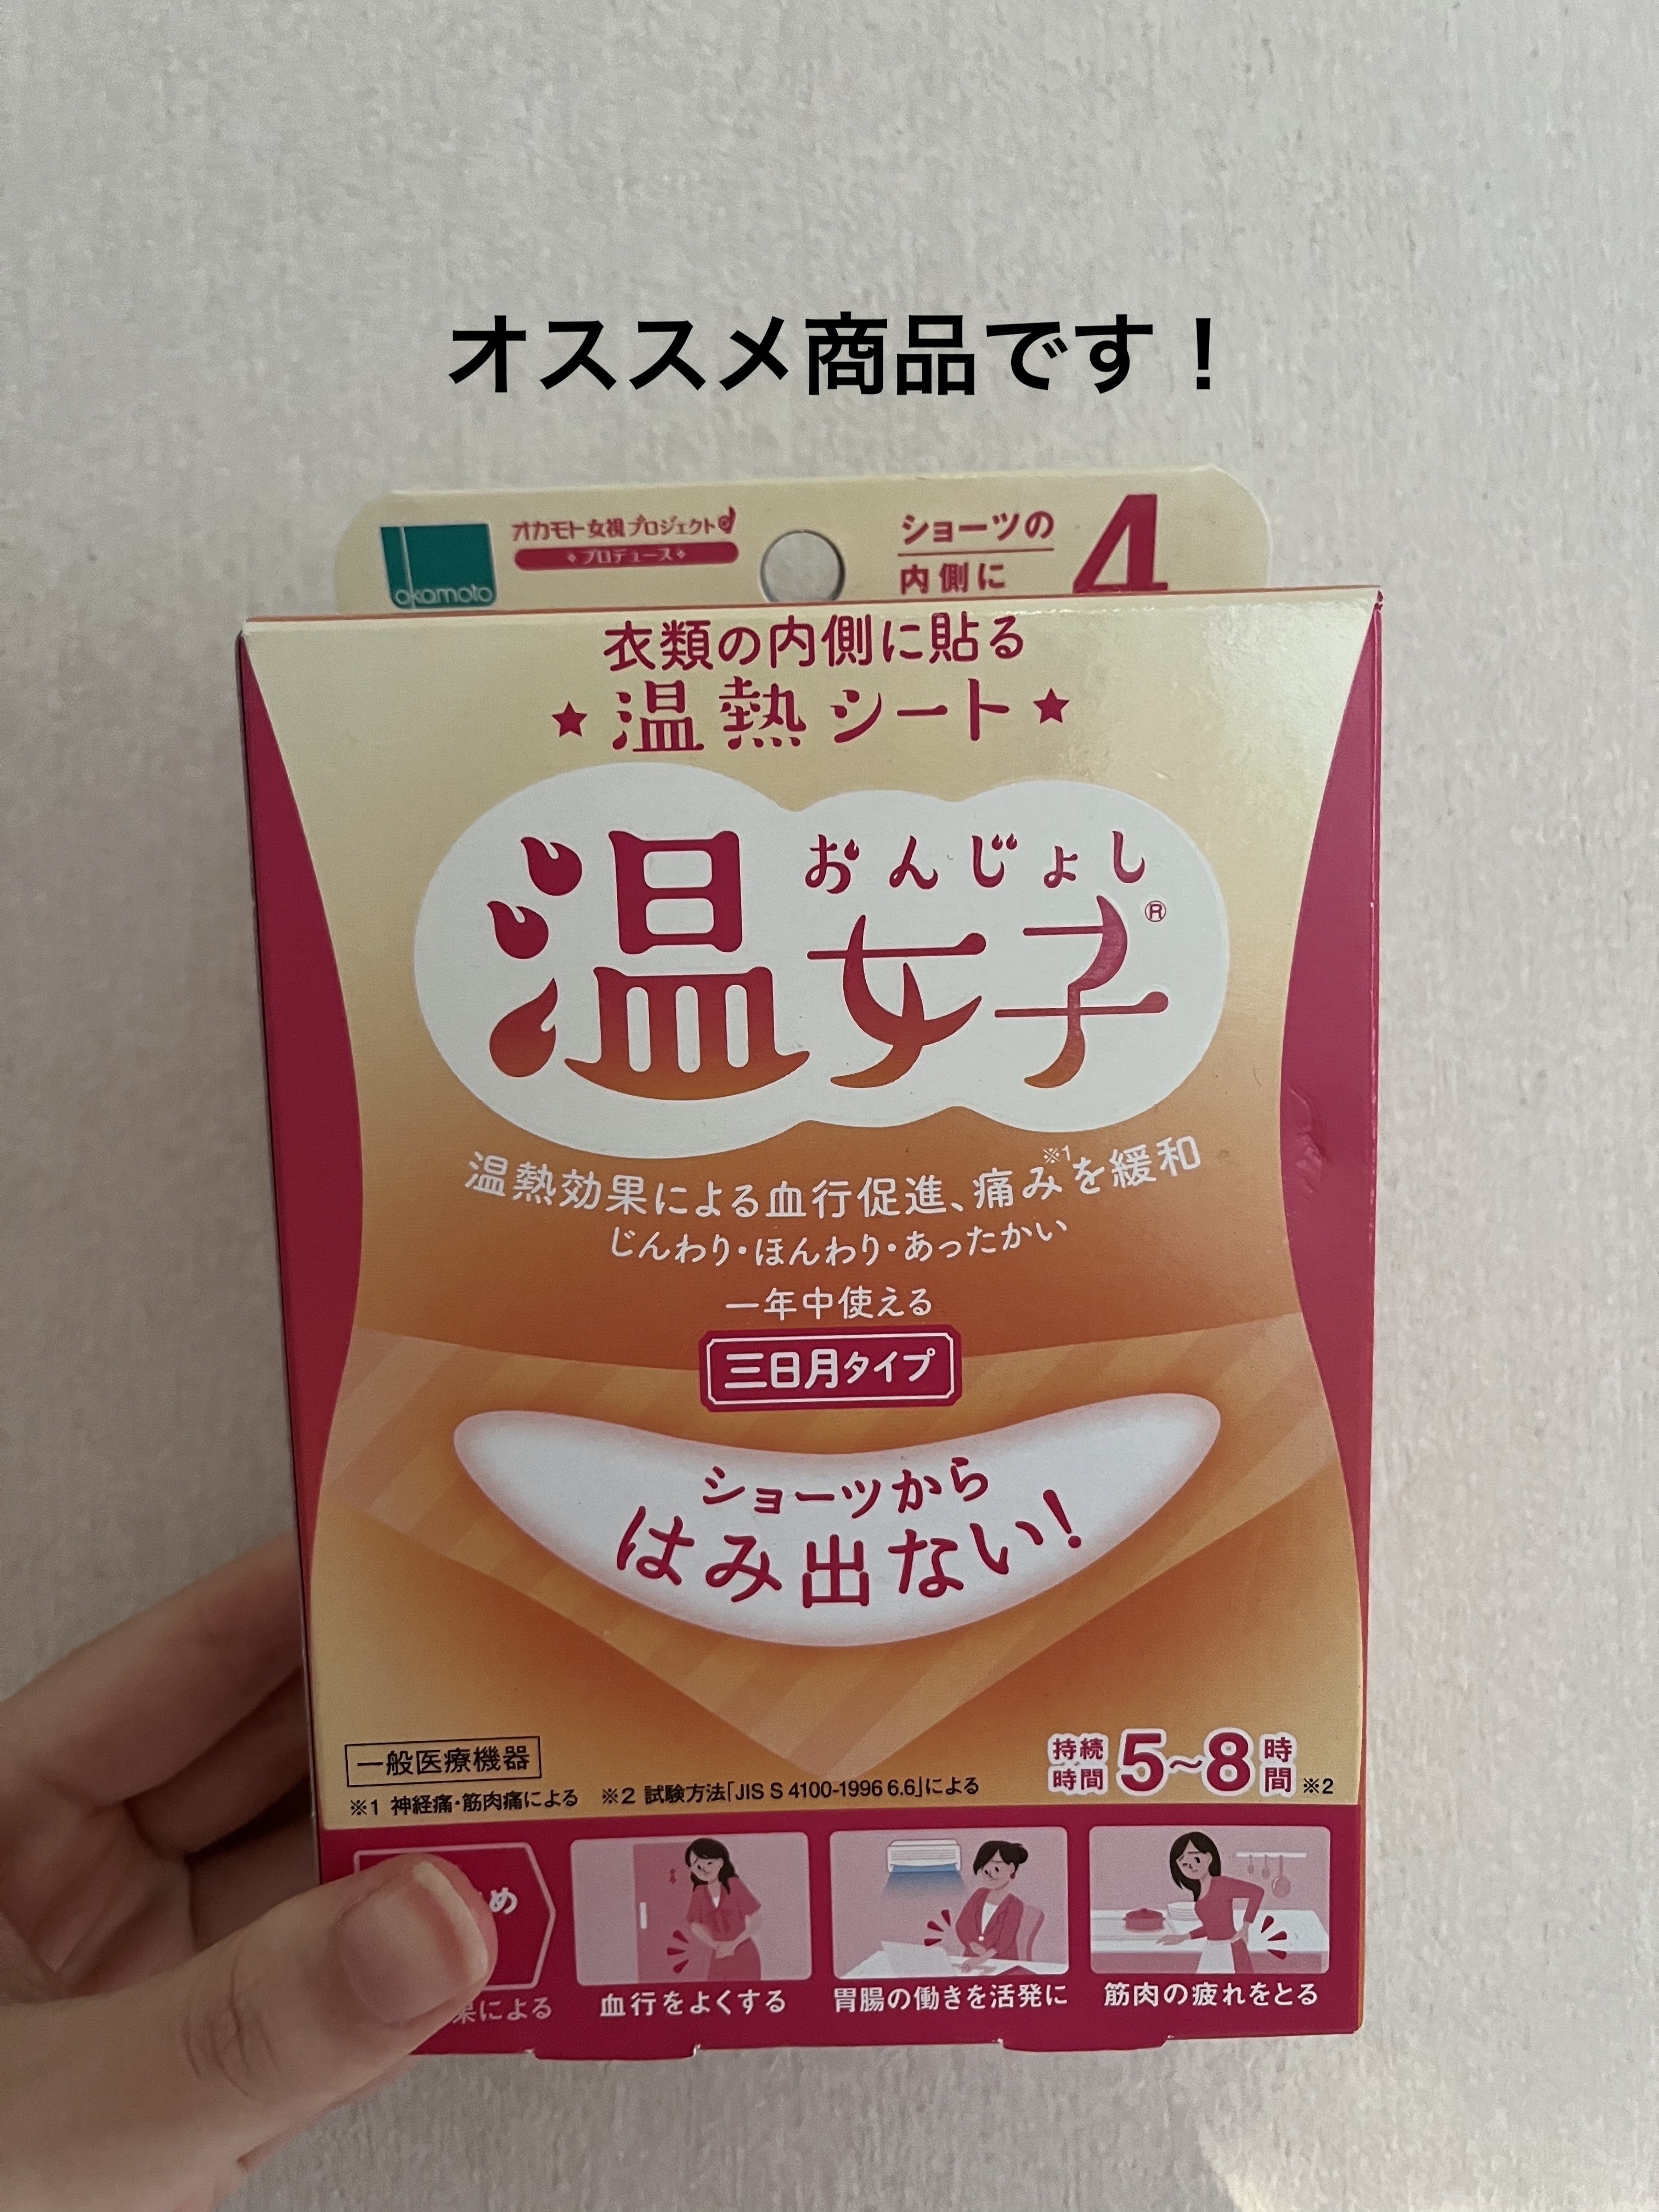 オススメ商品です！
okamoto
オカモト女視プロジェクト
プロデュース
ショーツの
内側に
4
衣類の内側に貼る
★温熱シート★
おんじょし
温女子®
温熱効果による血行促進、痛み※1を緩和
じんわり・ほんわり・あったかい
一年中使える
三日月タイプ
ショーツから
はみ出ない!
一般医療機器
持続時間 5〜8時間 ※2
※1 神経痛・筋肉痛による ※2 試験方法「JIS S 4100-1996 6.6」による
め
果による
血行をよくする
胃腸の働きを活発に
筋肉の疲れをとる